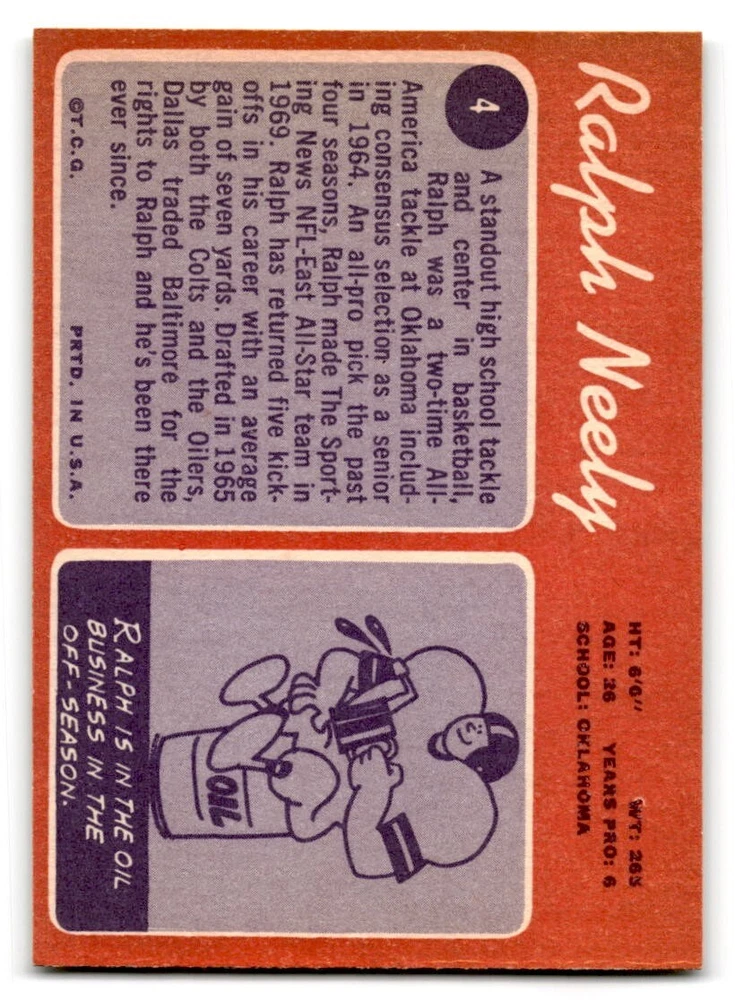 Ralph Neely
HT: 6'6" WT: 265
AGE: 26 YEARS PRO: 6
SCHOOL: OKLAHOMA
4
A standout high school tackle
and center in basketball,
Ralph was a two-time All-
America tackle at Oklahoma includ-
ing consensus selection as a senior
in 1964. An all-pro pick the past
four seasons, Ralph made The Sport-
ing News NFL-East All-Star team in
1969. Ralph has returned five kick-
offs in his career with an average
gain of seven yards. Drafted in 1965
by both the Colts and the Oilers,
Dallas traded Baltimore for the
rights to Ralph and he's been there
ever since.
©T.C.G. PRTD. IN U.S.A.
OIL
RALPH IS IN THE OIL
BUSINESS IN THE
OFF-SEASON.